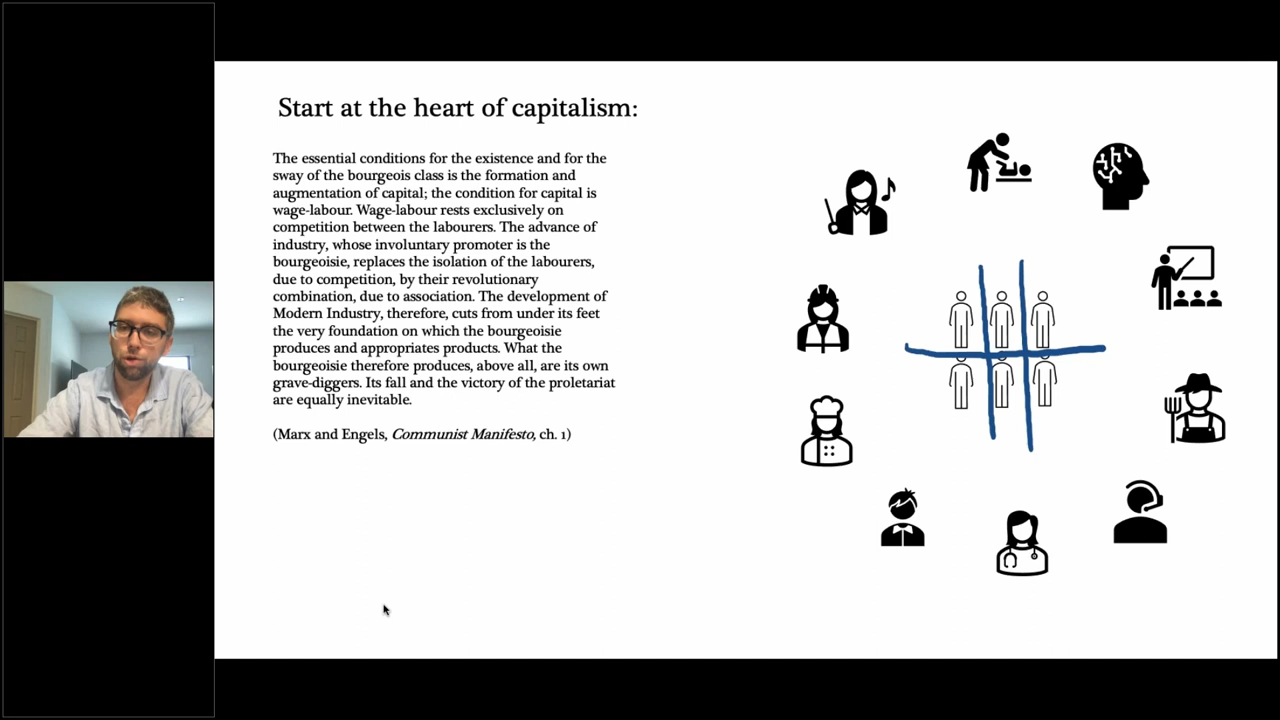 Start at the heart of capitalism:
The essential conditions for the existence and for the
sway of the bourgeois class is the formation and
augmentation of capital; the condition for capital is
wage-labour. Wage-labour rests exclusively on
competition between the labourers. The advance of
industry, whose involuntary promoter is the
bourgeoisie, replaces the isolation of the labourers,
due to competition, by their revolutionary
combination, due to association. The development of
Modern Industry, therefore, cuts from under its feet
the very foundation on which the bourgeoisie
produces and appropriates products. What the
bourgeoisie therefore produces, above all, are its own
grave-diggers. Its fall and the victory of the proletariat
are equally inevitable.
(Marx and Engels, Communist Manifesto, ch. 1)